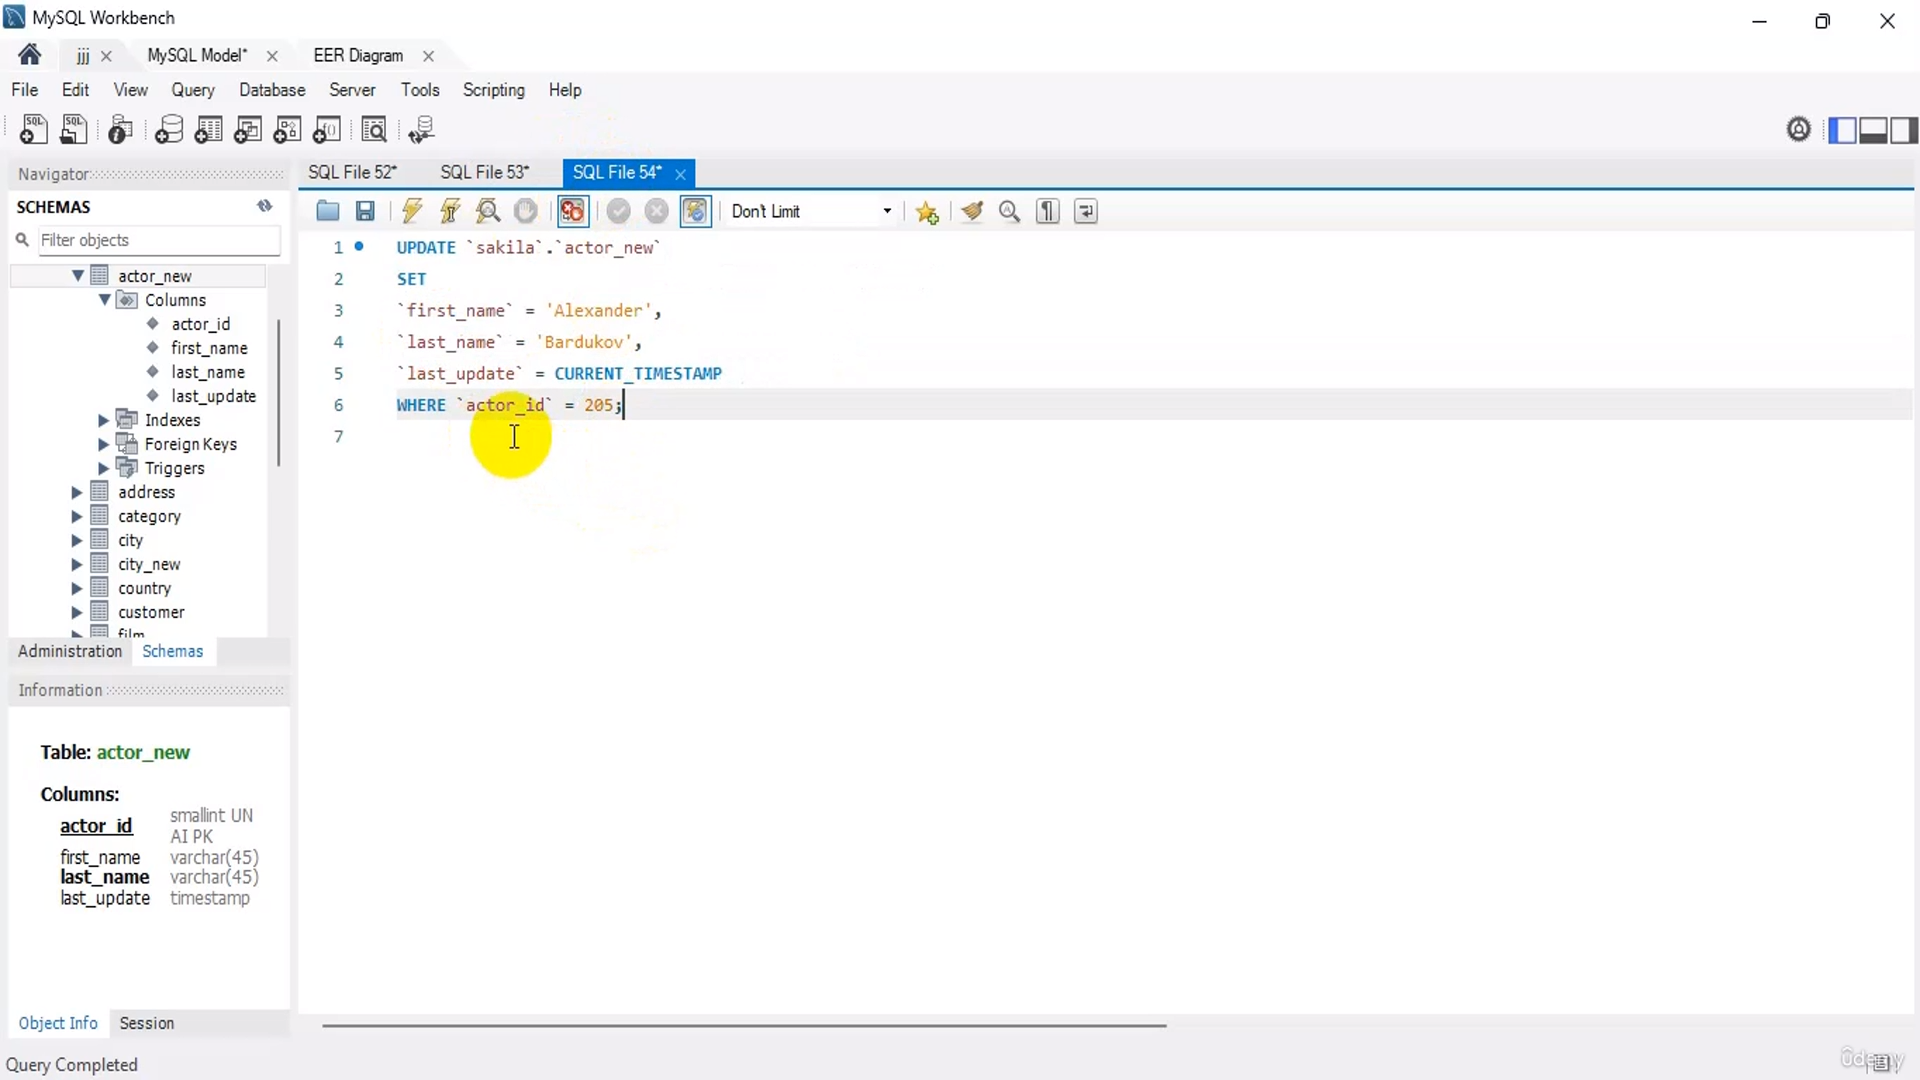 MySQL Workbench
jjj
MySQL Model*
EER Diagram
File Edit View Query Database Server Tools Scripting Help
Navigator
SCHEMAS
Filter objects
actor_new
Columns
actor_id
first_name
last_name
last_update
Indexes
Foreign Keys
Triggers
address
category
city
city_new
country
customer
film
Administration Schemas
Information
Table: actor_new
Columns:
actor_id smallint UN AI PK
first_name varchar(45)
last_name varchar(45)
last_update timestamp
Object Info Session
Query Completed
SQL File 52* SQL File 53* SQL File 54*
Don't Limit
1 UPDATE `sakila`.`actor_new`
2 SET
3 `first_name` = 'Alexander',
4 `last_name` = 'Bardukov',
5 `last_update` = CURRENT_TIMESTAMP
6 WHERE `actor_id` = 205;
7
ûdemy